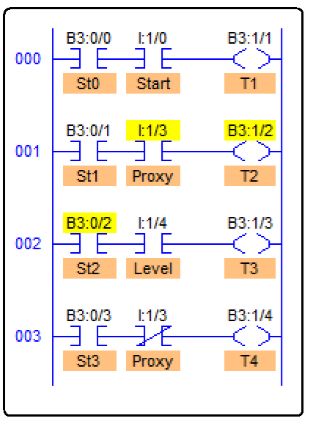 B3:0/0 I:1/0 B3:1/1
000
St0 Start T1
B3:0/1 I:1/3 B3:1/2
001
St1 Proxy T2
B3:0/2 I:1/4 B3:1/3
002
St2 Level T3
B3:0/3 I:1/3 B3:1/4
003
St3 Proxy T4